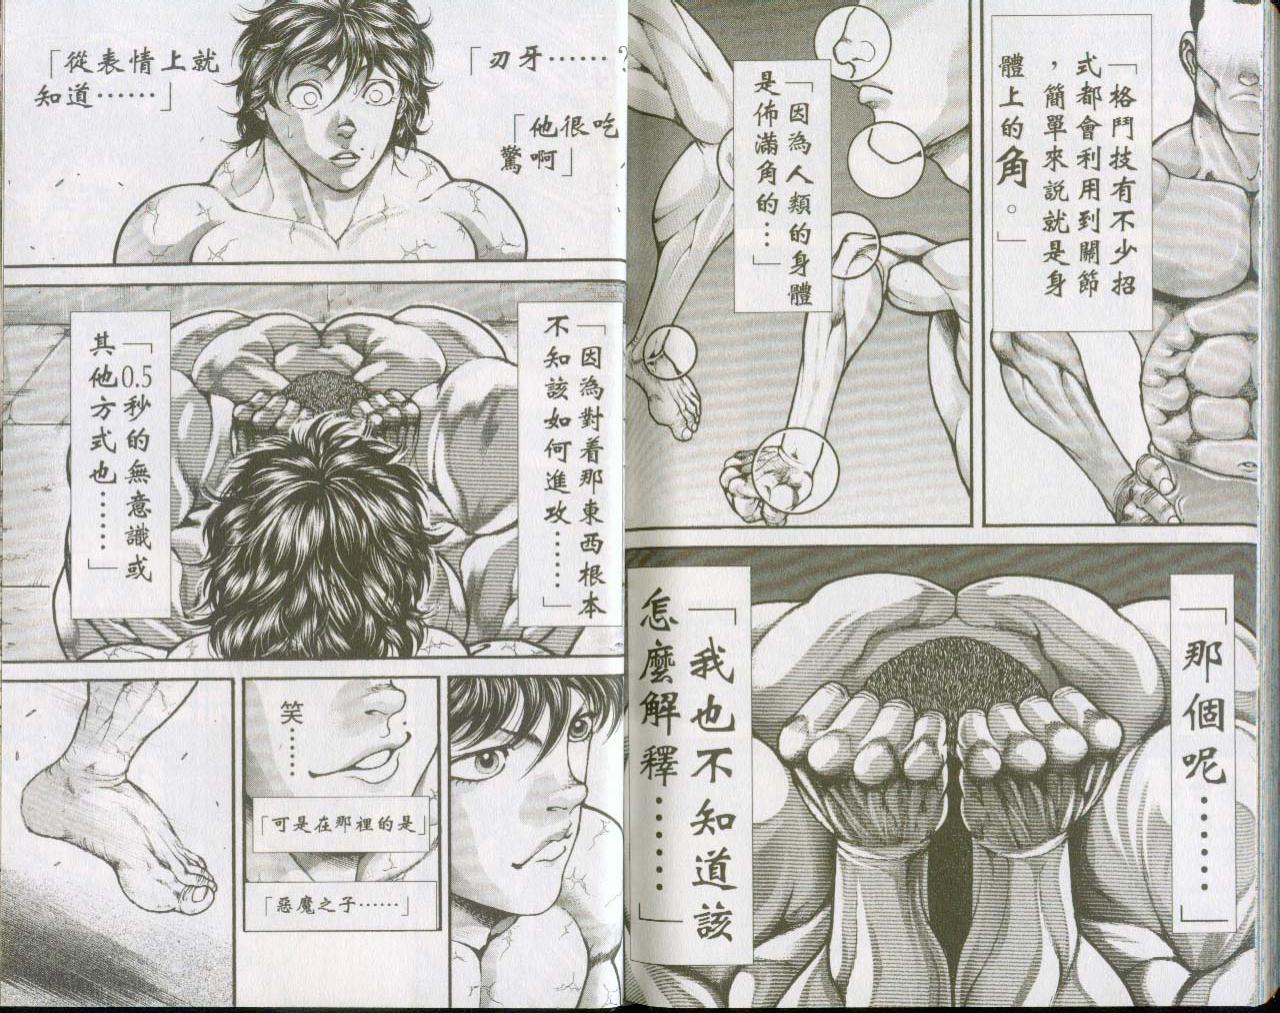 「格鬥技有不少招
式都會利用到關節
，簡單來說就是身
體上的角。」
「因為人類的身體
是佈滿角的…」
「那個呢……」
「我也不知道該
怎麼解釋……」
「刃牙……？
「他很吃
驚啊」
「從表情上就
知道……」
「因為對着那東西根本
不知該如何進攻……」
「0.5秒的無意識或
其他方式也……」
笑……
「可是在那裡的是」
「惡魔之子……」